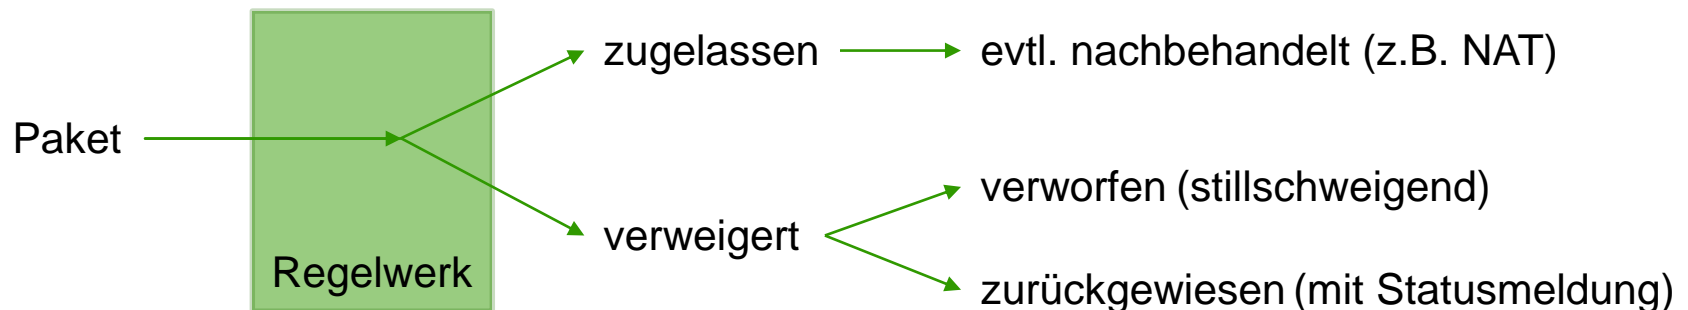 zugelassen
evtl. nachbehandelt (z.B. NAT)
Paket
verworfen (stillschweigend)
verweigert
Regelwerk
zurückgewiesen (mit Statusmeldung)